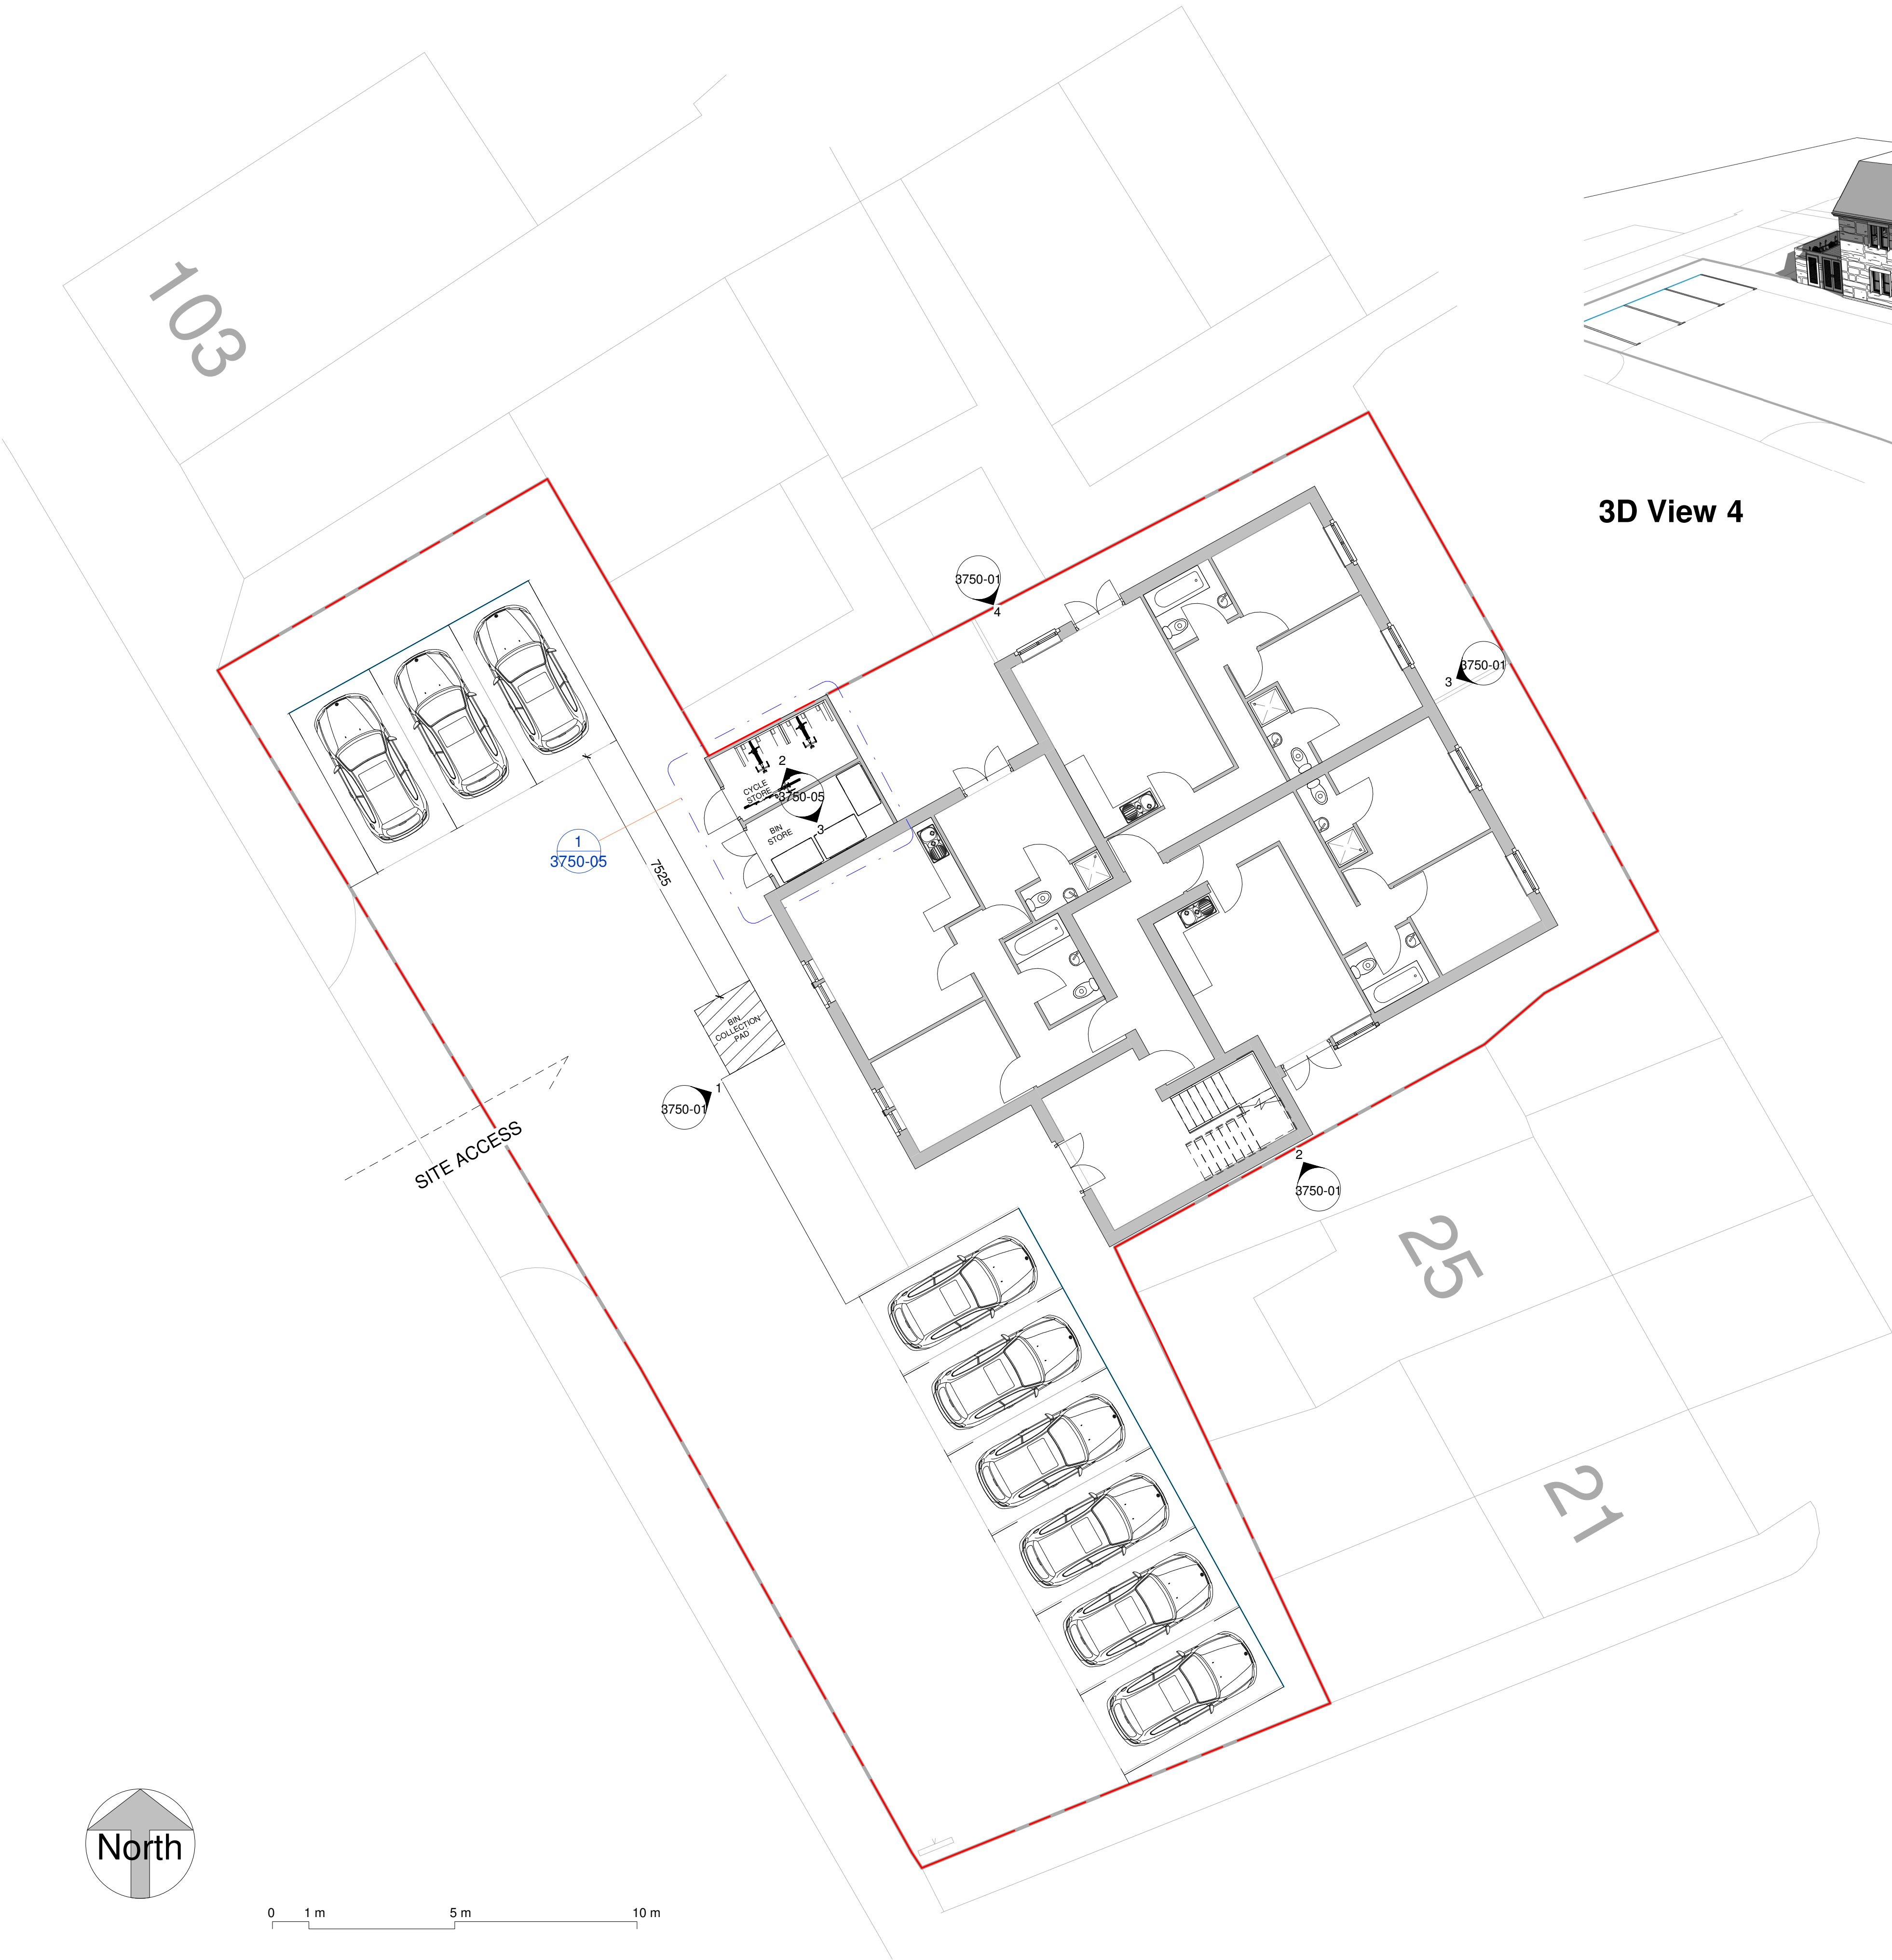 103
3D View 4
3750-01
4
3750-01
3
CYCLE
STORE
2
3750-05
3
BIN
STORE
1
3750-05
7525
BIN
COLLECTION
PAD
1
3750-01
SITE ACCESS
2
3750-01
25
21
North
0 1 m 5 m 10 m